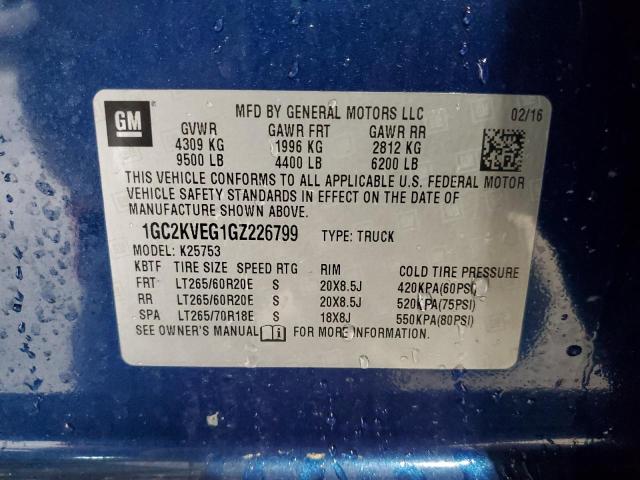 GM
MFD BY GENERAL MOTORS LLC 02/16
GVWR GAWR FRT GAWR RR
4309 KG 1996 KG 2812 KG
9500 LB 4400 LB 6200 LB
THIS VEHICLE CONFORMS TO ALL APPLICABLE U.S. FEDERAL MOTOR
VEHICLE SAFETY STANDARDS IN EFFECT ON THE DATE OF
MANUFACTURE SHOWN ABOVE.
1GC2KVEG1GZ226799 TYPE: TRUCK
MODEL: K25753
KBTF TIRE SIZE SPEED RTG RIM COLD TIRE PRESSURE
FRT LT265/60R20E S 20X8.5J 420KPA(60PSI)
RR LT265/60R20E S 20X8.5J 520KPA(75PSI)
SPA LT265/70R18E S 18X8J 550KPA(80PSI)
SEE OWNER'S MANUAL FOR MORE INFORMATION.